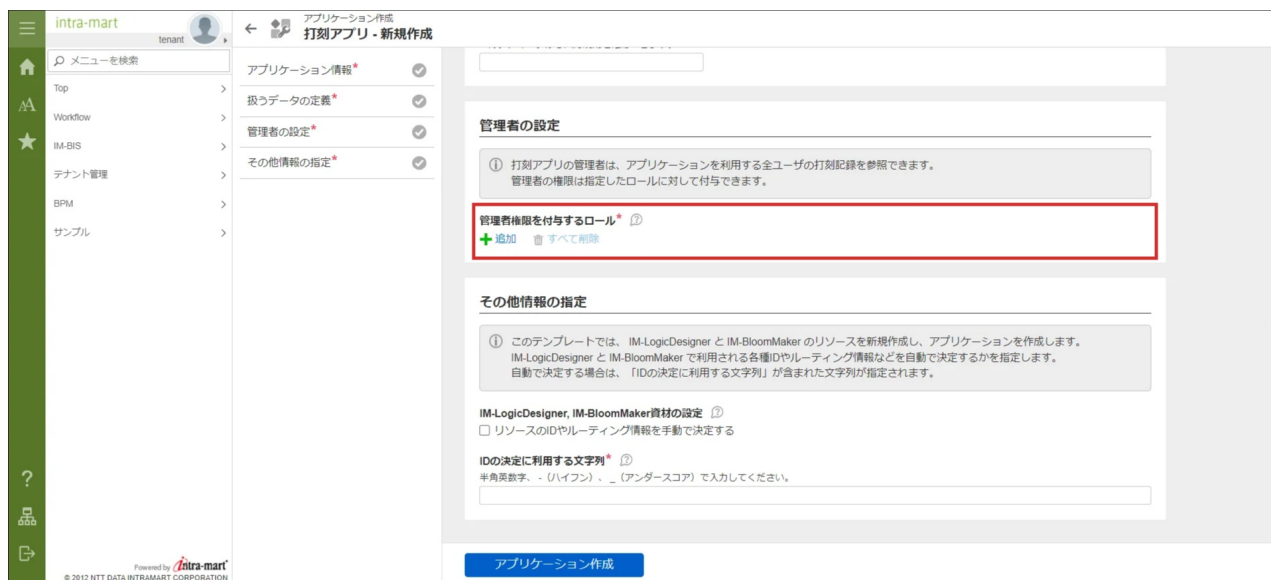 intra-mart
tenant
メニューを検索
Top
Workflow
IM-BIS
テナント管理
BPM
サンプル
Powered by intra-mart
© 2012 NTT DATA INTRAMART CORPORATION
アプリケーション作成
打刻アプリ - 新規作成
アプリケーション情報*
扱うデータの定義*
管理者の設定*
その他情報の指定*
管理者の設定
打刻アプリの管理者は、アプリケーションを利用する全ユーザの打刻記録を参照できます。
管理者の権限は指定したロールに対して付与できます。
管理者権限を付与するロール*
追加 すべて削除
その他情報の指定
このテンプレートでは、 IM-LogicDesigner と IM-BloomMaker のリソースを新規作成し、アプリケーションを作成します。
IM-LogicDesigner と IM-BloomMaker で利用される各種IDやルーティング情報などを自動で決定するかを指定します。
自動で決定する場合は、「IDの決定に利用する文字列」が含まれた文字列が指定されます。
IM-LogicDesigner, IM-BloomMaker資材の設定
リソースのIDやルーティング情報を手動で決定する
IDの決定に利用する文字列*
半角英数字、 - （ハイフン）、 _ （アンダースコア）で入力してください。
アプリケーション作成